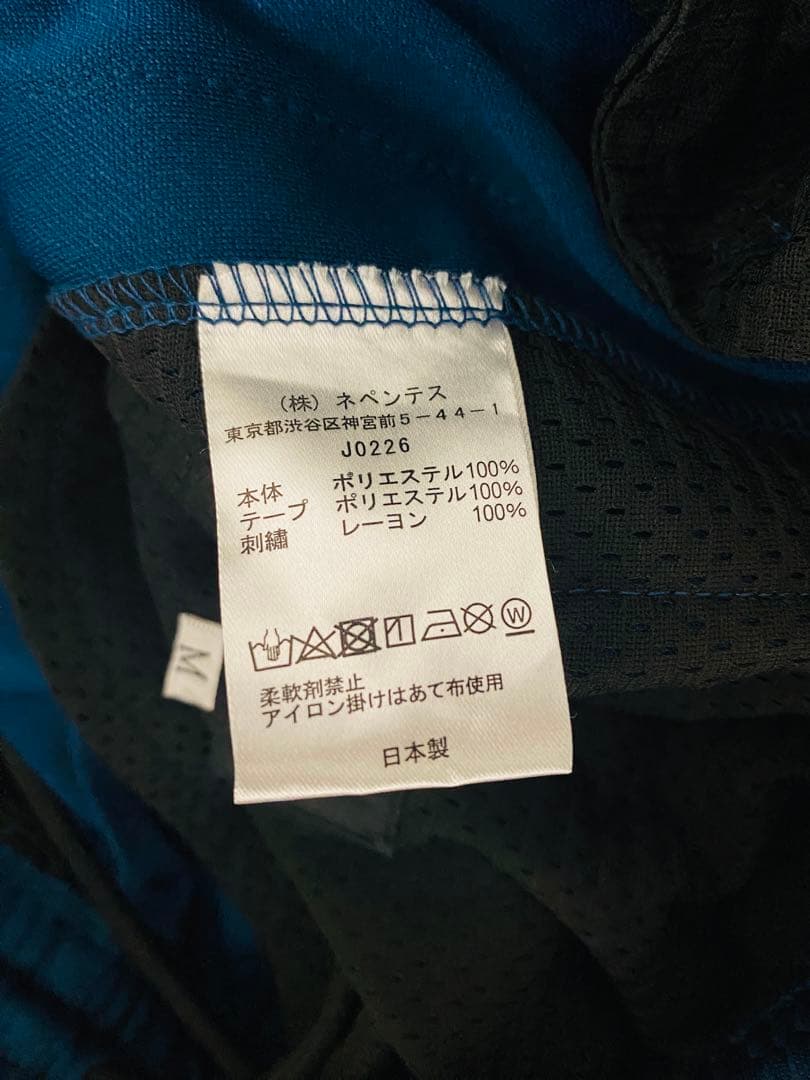 （株）ネペンテス
東京都渋谷区神宮前5－44－1
J0226
本体　ポリエステル100％
テープ　ポリエステル100％
刺繡　レーヨン　100％
W
柔軟剤禁止
アイロン掛けはあて布使用
日本製
M